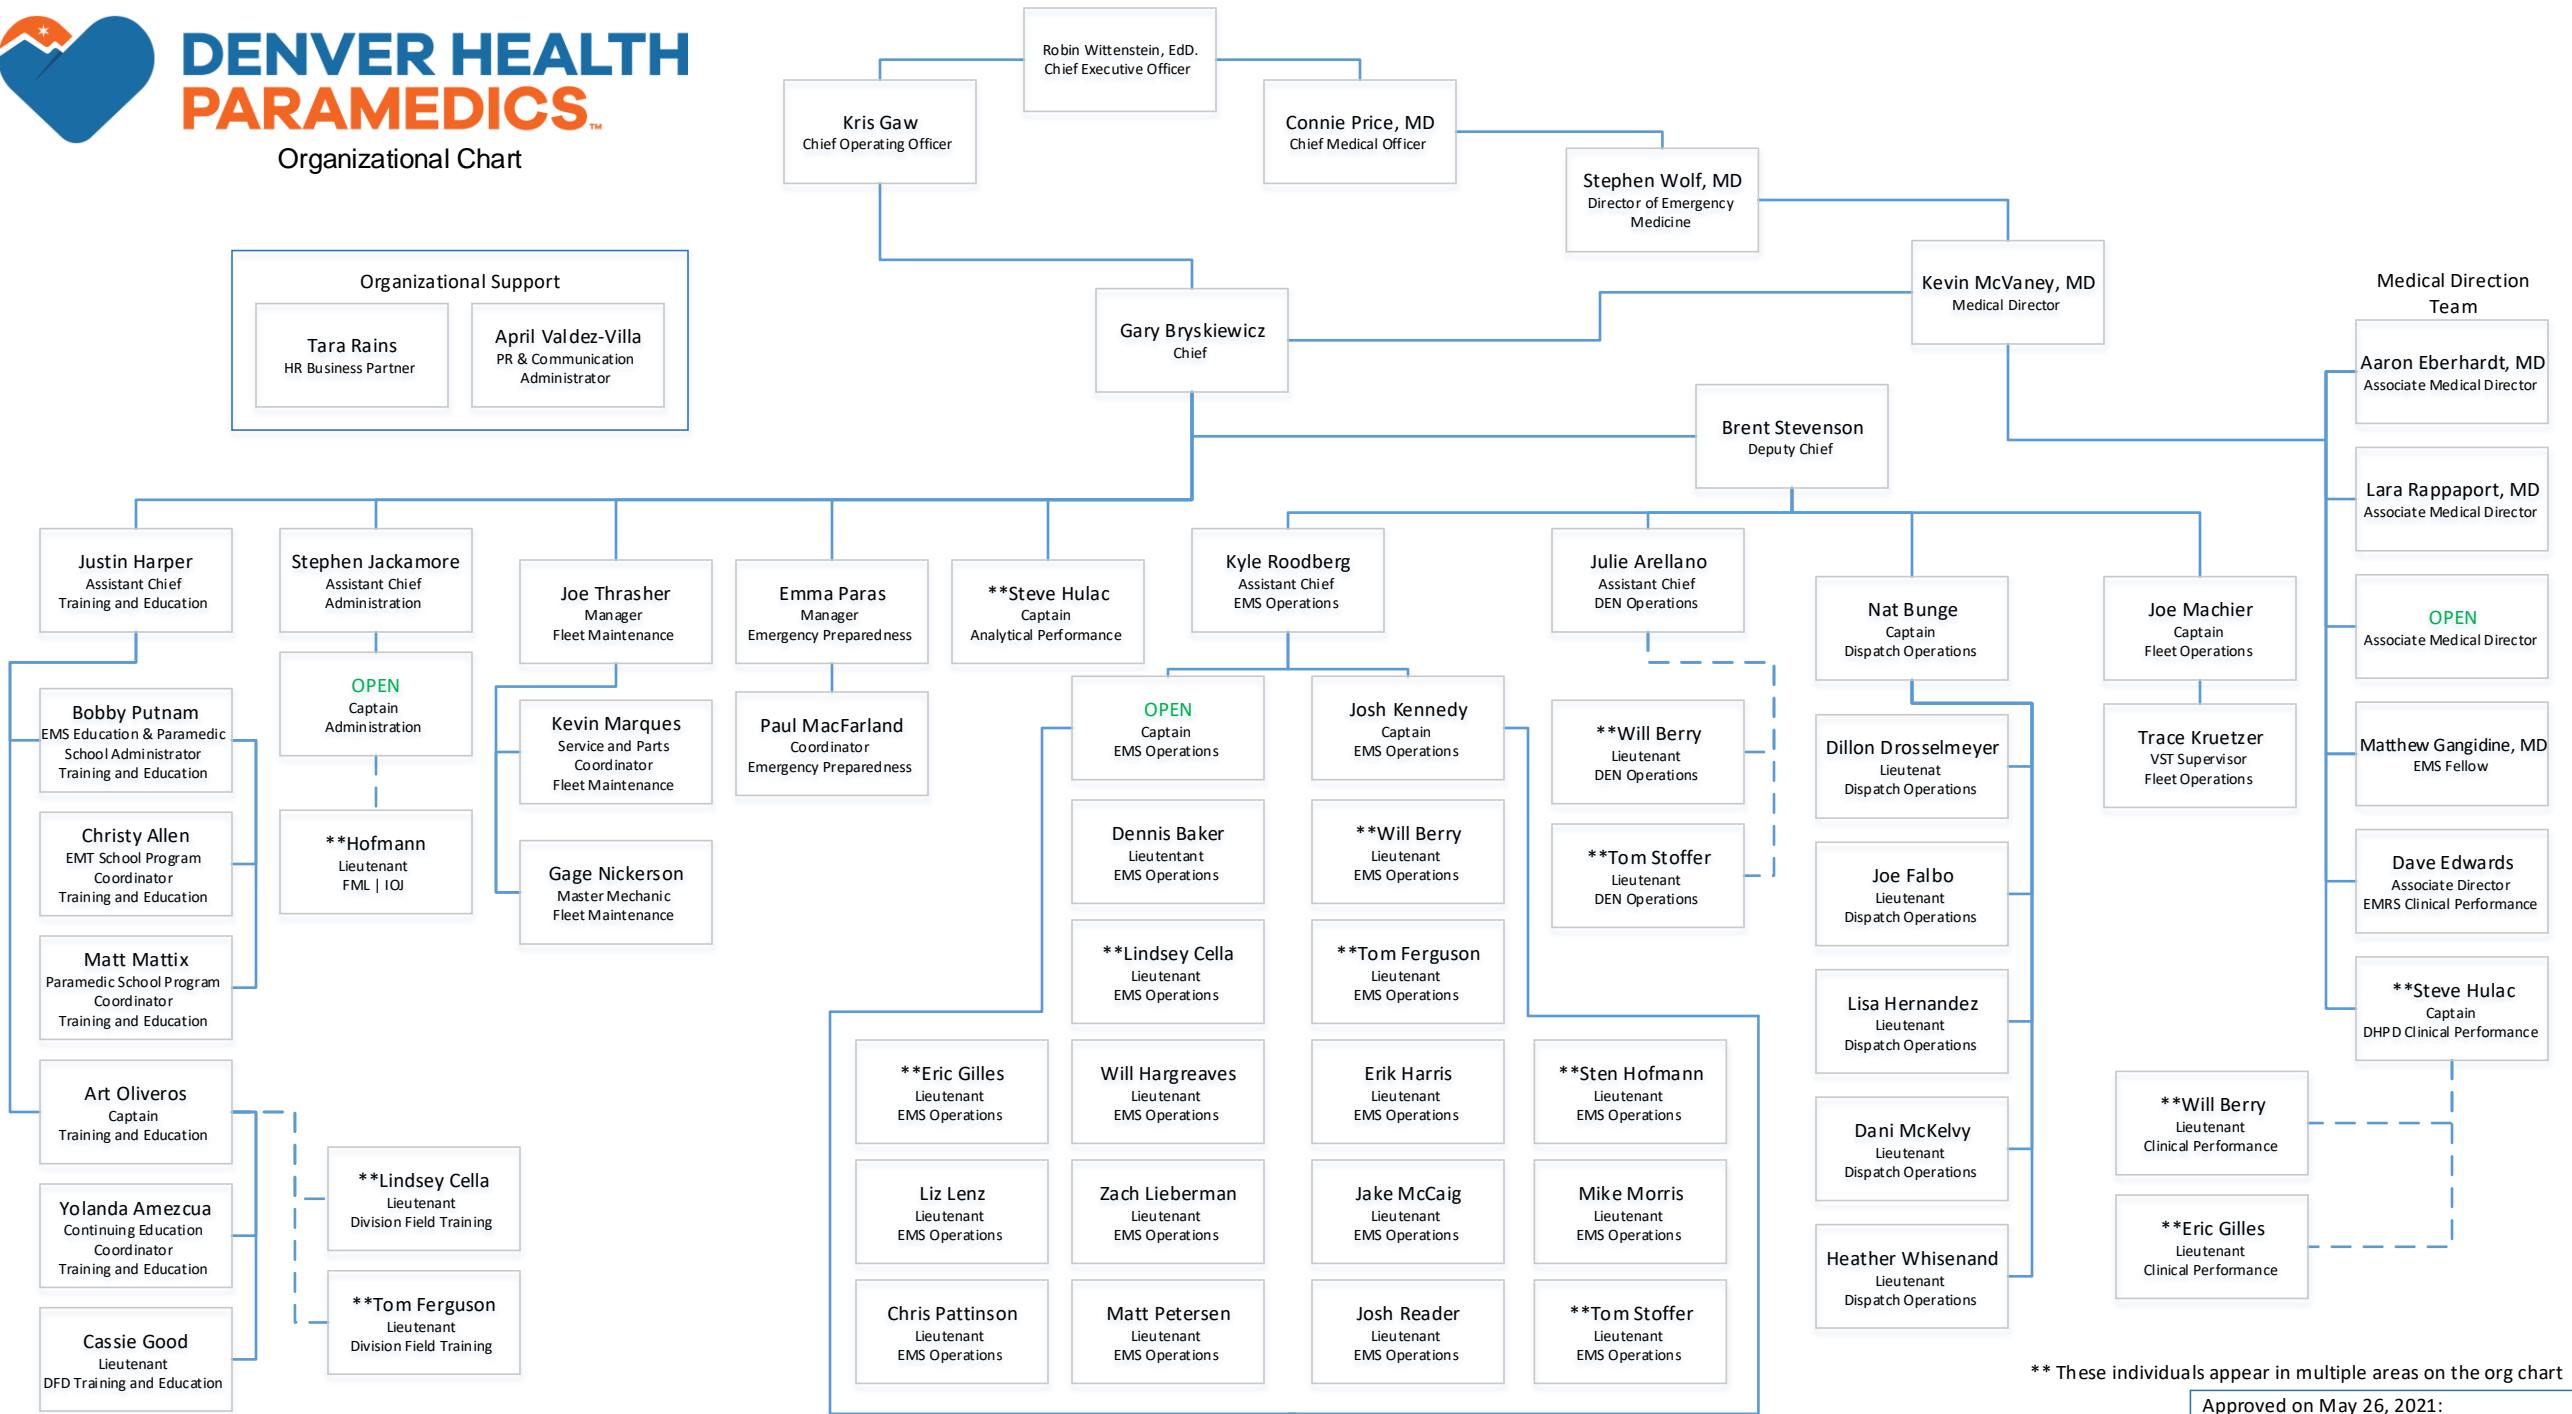 DENVER HEALTH
PARAMEDICS™
Organizational Chart
Robin Wittenstein, EdD.
Chief Executive Officer
Kris Gaw
Chief Operating Officer
Connie Price, MD
Chief Medical Officer
Stephen Wolf, MD
Director of Emergency
Medicine
Kevin McVaney, MD
Medical Director
Gary Bryskiewicz
Chief
Brent Stevenson
Deputy Chief
Organizational Support
Tara Rains
HR Business Partner
April Valdez-Villa
PR & Communication
Administrator
Medical Direction
Team
Aaron Eberhardt, MD
Associate Medical Director
Lara Rappaport, MD
Associate Medical Director
OPEN
Associate Medical Director
Matthew Gangidine, MD
EMS Fellow
Dave Edwards
Associate Director
EMRS Clinical Performance
**Steve Hulac
Captain
DHPD Clinical Performance
**Will Berry
Lieutenant
Clinical Performance
**Eric Gilles
Lieutenant
Clinical Performance
Justin Harper
Assistant Chief
Training and Education
Bobby Putnam
EMS Education & Paramedic
School Administrator
Training and Education
Christy Allen
EMT School Program
Coordinator
Training and Education
Matt Mattix
Paramedic School Program
Coordinator
Training and Education
Art Oliveros
Captain
Training and Education
Yolanda Amezcua
Continuing Education
Coordinator
Training and Education
Cassie Good
Lieutenant
DFD Training and Education
**Lindsey Cella
Lieutenant
Division Field Training
**Tom Ferguson
Lieutenant
Division Field Training
Stephen Jackamore
Assistant Chief
Administration
OPEN
Captain
Administration
**Hofmann
Lieutenant
FML | IOJ
Joe Thrasher
Manager
Fleet Maintenance
Kevin Marques
Service and Parts
Coordinator
Fleet Maintenance
Gage Nickerson
Master Mechanic
Fleet Maintenance
Emma Paras
Manager
Emergency Preparedness
Paul MacFarland
Coordinator
Emergency Preparedness
**Steve Hulac
Captain
Analytical Performance
Kyle Roodberg
Assistant Chief
EMS Operations
OPEN
Captain
EMS Operations
Josh Kennedy
Captain
EMS Operations
Dennis Baker
Lieutentant
EMS Operations
**Will Berry
Lieutenant
EMS Operations
**Lindsey Cella
Lieutenant
EMS Operations
**Tom Ferguson
Lieutenant
EMS Operations
**Eric Gilles
Lieutenant
EMS Operations
Will Hargreaves
Lieutenant
EMS Operations
Erik Harris
Lieutenant
EMS Operations
**Sten Hofmann
Lieutenant
EMS Operations
Liz Lenz
Lieutenant
EMS Operations
Zach Lieberman
Lieutenant
EMS Operations
Jake McCaig
Lieutenant
EMS Operations
Mike Morris
Lieutenant
EMS Operations
Chris Pattinson
Lieutenant
EMS Operations
Matt Petersen
Lieutenant
EMS Operations
Josh Reader
Lieutenant
EMS Operations
**Tom Stoffer
Lieutenant
EMS Operations
Julie Arellano
Assistant Chief
DEN Operations
**Will Berry
Lieutenant
DEN Operations
**Tom Stoffer
Lieutenant
DEN Operations
Nat Bunge
Captain
Dispatch Operations
Dillon Drosselmeyer
Lieutenat
Dispatch Operations
Joe Falbo
Lieutenant
Dispatch Operations
Lisa Hernandez
Lieutenant
Dispatch Operations
Dani McKelvy
Lieutenant
Dispatch Operations
Heather Whisenand
Lieutenant
Dispatch Operations
Joe Machier
Captain
Fleet Operations
Trace Kruetzer
VST Supervisor
Fleet Operations
** These individuals appear in multiple areas on the org chart
Approved on May 26, 2021: